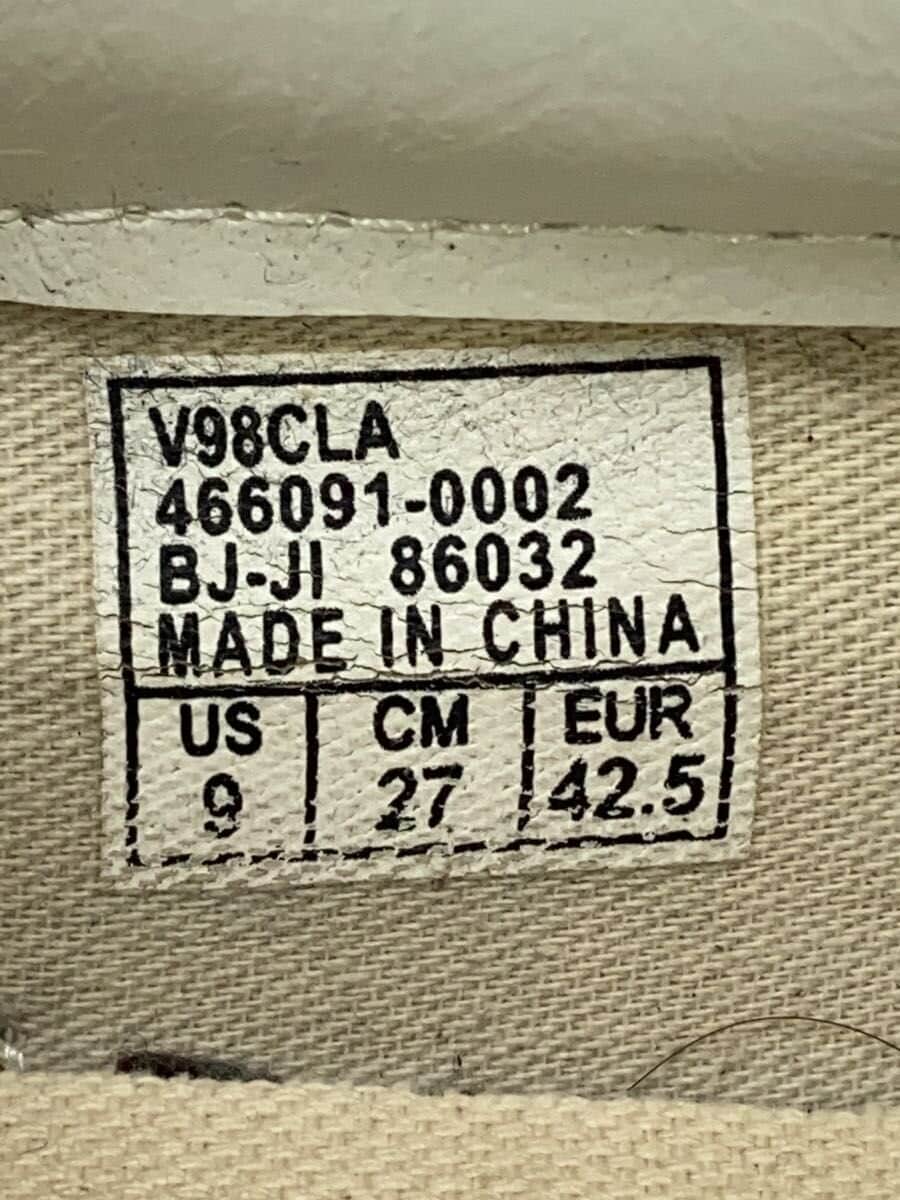 V98CLA
466091-0002
BJ-JI 86032
MADE IN CHINA
US CM EUR
9 27 42.5